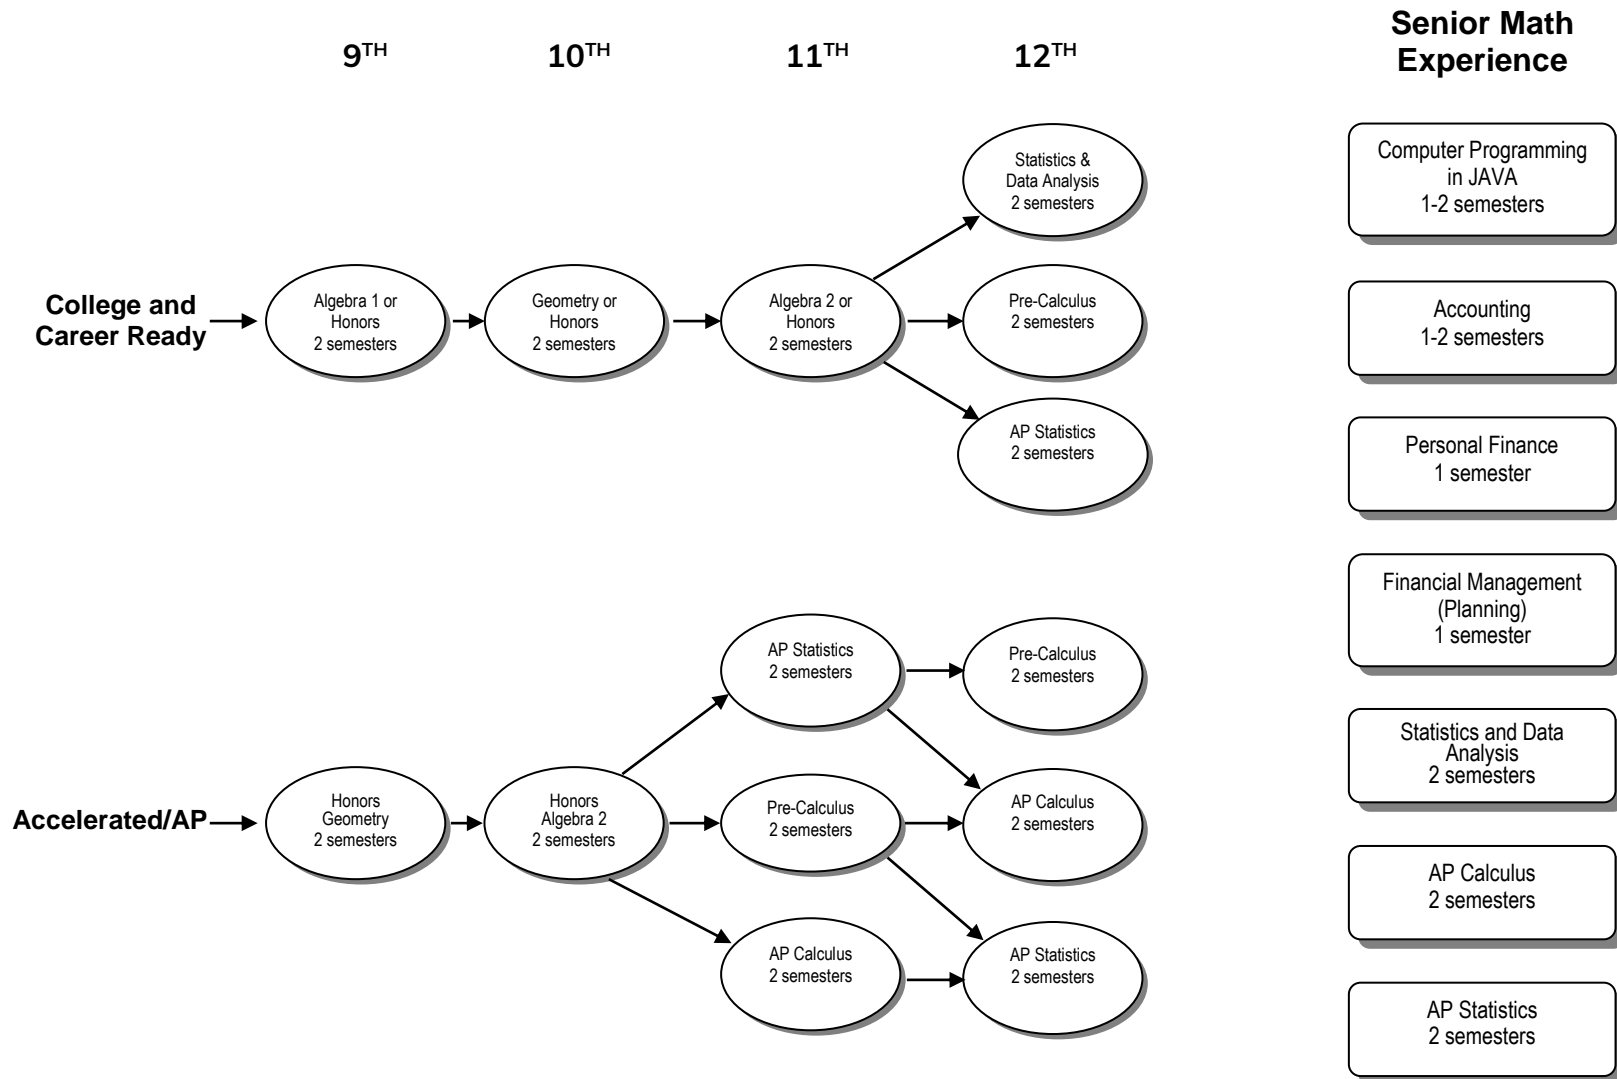 9TH
10TH
11TH
12TH
Senior Math
Experience
College and
Career Ready
Algebra 1 or
Honors
2 semesters
Geometry or
Honors
2 semesters
Algebra 2 or
Honors
2 semesters
Statistics &
Data Analysis
2 semesters
Pre-Calculus
2 semesters
AP Statistics
2 semesters
Accelerated/AP
Honors
Geometry
2 semesters
Honors
Algebra 2
2 semesters
AP Statistics
2 semesters
Pre-Calculus
2 semesters
AP Calculus
2 semesters
Pre-Calculus
2 semesters
AP Calculus
2 semesters
AP Statistics
2 semesters
Computer Programming
in JAVA
1-2 semesters
Accounting
1-2 semesters
Personal Finance
1 semester
Financial Management
(Planning)
1 semester
Statistics and Data
Analysis
2 semesters
AP Calculus
2 semesters
AP Statistics
2 semesters